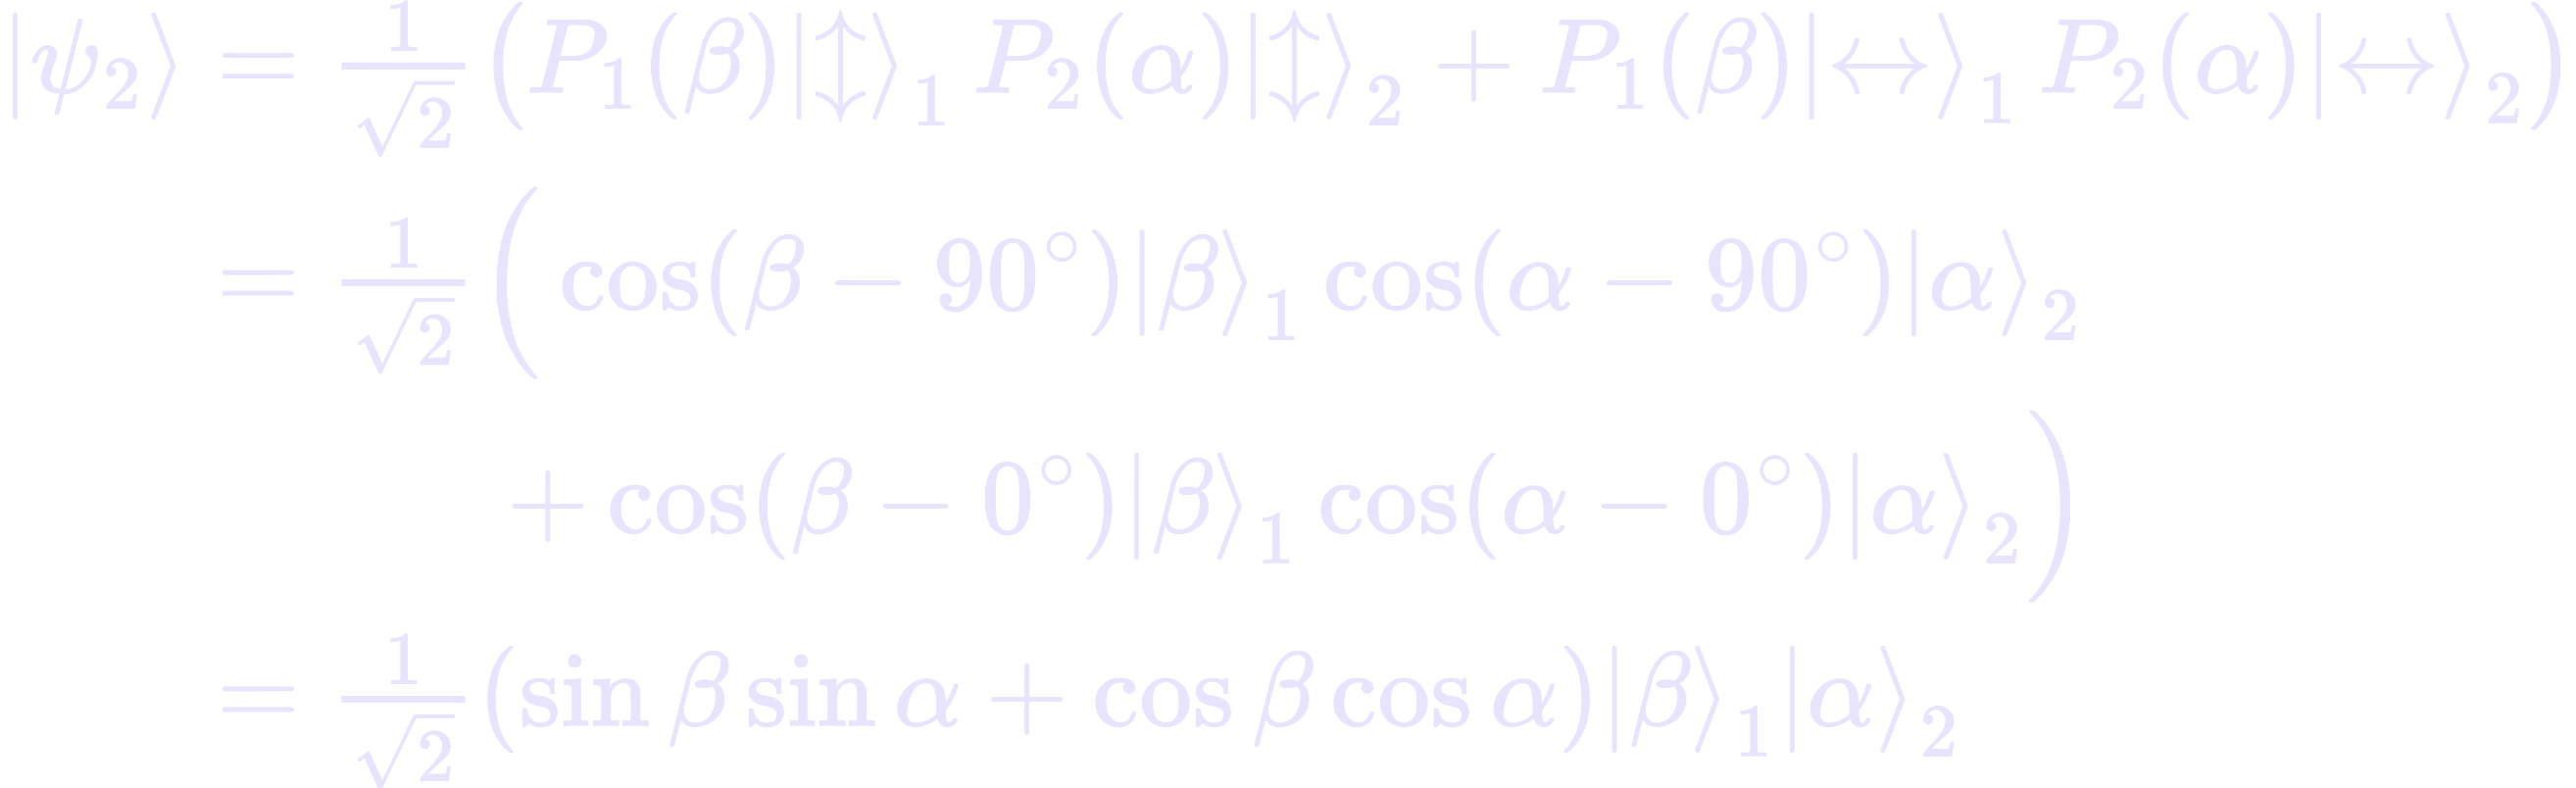 |ψ₂⟩ = 1/√2 (P₁(β)|↕⟩₁ P₂(α)|↕⟩₂ + P₁(β)|↔⟩₁ P₂(α)|↔⟩₂)
= 1/√2 ( cos(β − 90°)|β⟩₁ cos(α − 90°)|α⟩₂
+ cos(β − 0°)|β⟩₁ cos(α − 0°)|α⟩₂ )
= 1/√2 (sin β sin α + cos β cos α)|β⟩₁|α⟩₂